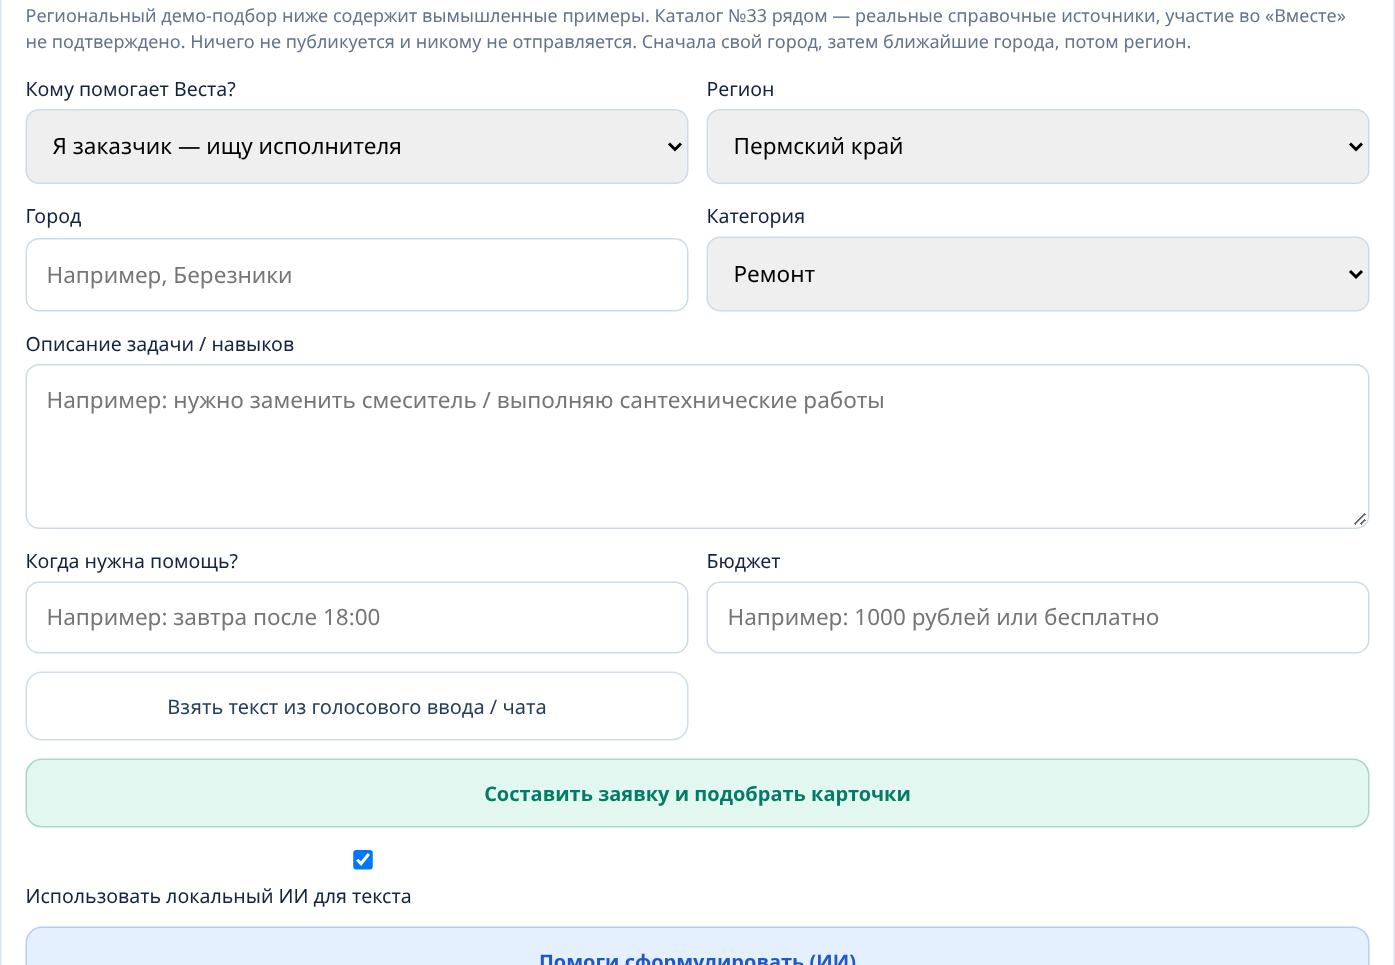 Региональный демо-подбор ниже содержит вымышленные примеры. Каталог №33 рядом — реальные справочные источники, участие во «Вместе»
не подтверждено. Ничего не публикуется и никому не отправляется. Сначала свой город, затем ближайшие города, потом регион.
Кому помогает Веста?
Регион
Я заказчик — ищу исполнителя
Пермский край
Город
Категория
Например, Березники
Ремонт
Описание задачи / навыков
Например: нужно заменить смеситель / выполняю сантехнические работы
Когда нужна помощь?
Бюджет
Например: завтра после 18:00
Например: 1000 рублей или бесплатно
Взять текст из голосового ввода / чата
Составить заявку и подобрать карточки
Использовать локальный ИИ для текста
Помоги сформулировать (ИИ)